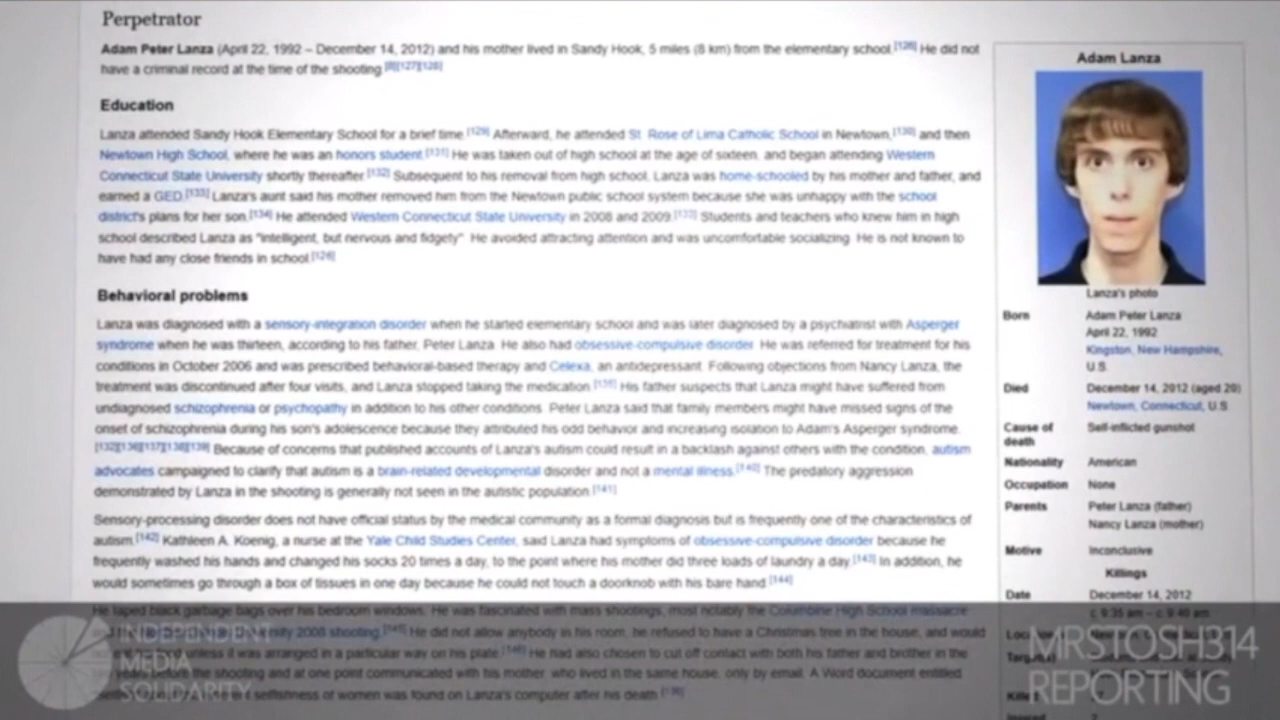 Perpetrator
Adam Peter Lanza (April 22, 1992 – December 14, 2012) and his mother lived in Sandy Hook, 5 miles (8 km) from the elementary school.[126] He did not
have a criminal record at the time of the shooting.[8][127][128]
Education
Lanza attended Sandy Hook Elementary School for a brief time.[129] Afterward, he attended St. Rose of Lima Catholic School in Newtown,[130] and then
Newtown High School, where he was an honors student.[131] He was taken out of high school at the age of sixteen, and began attending Western
Connecticut State University shortly thereafter.[132] Subsequent to his removal from high school, Lanza was home-schooled by his mother and father, and
earned a GED.[133] Lanza's aunt said his mother removed him from the Newtown public school system because she was unhappy with the school
district's plans for her son.[134] He attended Western Connecticut State University in 2008 and 2009.[133] Students and teachers who knew him in high
school described Lanza as "intelligent, but nervous and fidgety". He avoided attracting attention and was uncomfortable socializing. He is not known to
have had any close friends in school.[126]
Behavioral problems
Lanza was diagnosed with a sensory-integration disorder when he started elementary school and was later diagnosed by a psychiatrist with Asperger
syndrome when he was thirteen, according to his father, Peter Lanza. He also had obsessive-compulsive disorder. He was referred for treatment for his
conditions in October 2006 and was prescribed behavioral-based therapy and Celexa, an antidepressant. Following objections from Nancy Lanza, the
treatment was discontinued after four visits, and Lanza stopped taking the medication.[135] His father suspects that Lanza might have suffered from
undiagnosed schizophrenia or psychopathy in addition to his other conditions. Peter Lanza said that family members might have missed signs of the
onset of schizophrenia during his son's adolescence because they attributed his odd behavior and increasing isolation to Adam's Asperger syndrome.
[132][136][137][138][139] Because of concerns that published accounts of Lanza's autism could result in a backlash against others with the condition, autism
advocates campaigned to clarify that autism is a brain-related developmental disorder and not a mental illness.[140] The predatory aggression
demonstrated by Lanza in the shooting is generally not seen in the autistic population.[141]
Sensory-processing disorder does not have official status by the medical community as a formal diagnosis but is frequently one of the characteristics of
autism.[142] Kathleen A. Koenig, a nurse at the Yale Child Studies Center, said Lanza had symptoms of obsessive-compulsive disorder because he
frequently washed his hands and changed his socks 20 times a day, to the point where his mother did three loads of laundry a day.[143] In addition, he
would sometimes go through a box of tissues in one day because he could not touch a doorknob with his bare hand.[144]
He taped black garbage bags over his bedroom windows. He was fascinated with mass shootings, most notably the Columbine High School massacre
2008 shooting.[145] He did not allow anybody in his room, he refused to have a Christmas tree in the house, and would
unless it was arranged in a particular way on his plate.[146] He had also chosen to cut off contact with both his father and brother in the
years before the shooting and at one point communicated with his mother, who lived in the same house, only by email. A Word document entitled
selfishness of women was found on Lanza's computer after his death.[136]
Adam Lanza
Lanza's photo
Born Adam Peter Lanza
April 22, 1992
Kingston, New Hampshire,
U.S.
Died December 14, 2012 (aged 20)
Newtown, Connecticut, U.S
Cause of death Self-inflicted gunshot
Nationality American
Occupation None
Parents Peter Lanza (father)
Nancy Lanza (mother)
Motive Inconclusive
Killings
Date December 14, 2012
c. 9:35 am – c. 9:40 am
INDEPENDENT
MEDIA
SOLIDARITY
MRSTOSH314
REPORTING